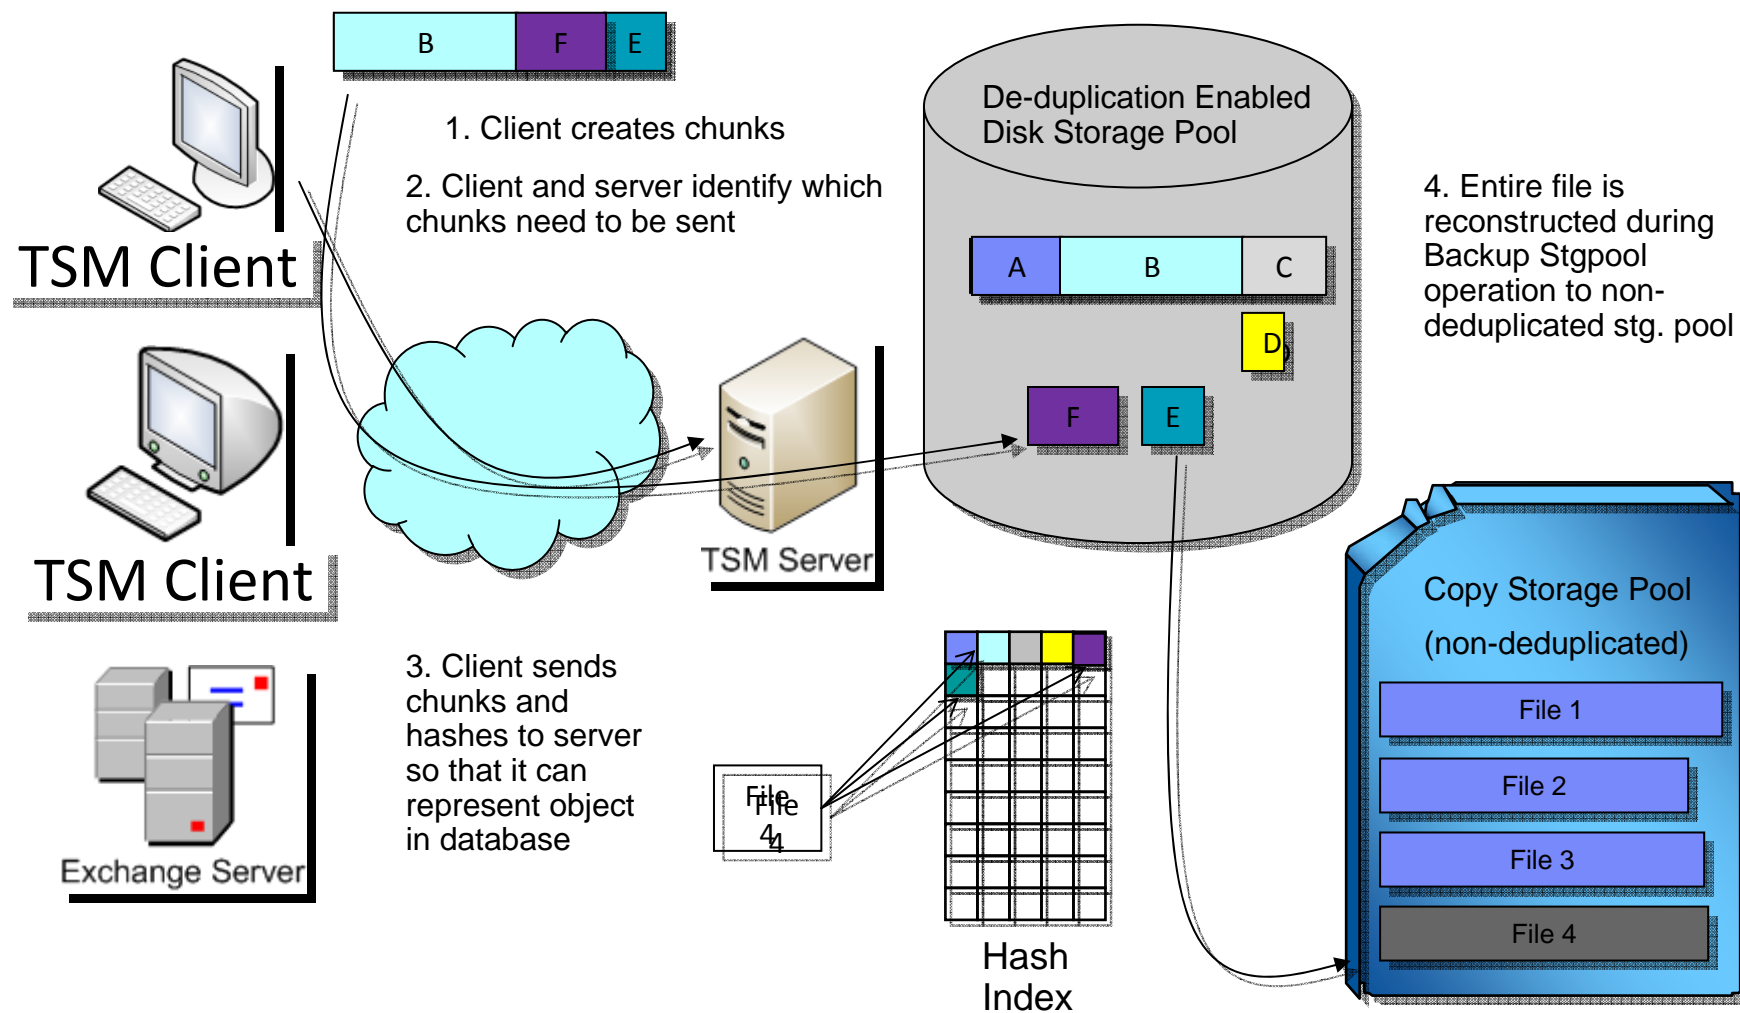 B F E
1. Client creates chunks
2. Client and server identify which
chunks need to be sent
TSM Client
TSM Client
Exchange Server
3. Client sends
chunks and
hashes to server
so that it can
represent object
in database
TSM Server
De-duplication Enabled
Disk Storage Pool
A B C
D
F E
File
4
Hash
Index
4. Entire file is
reconstructed during
Backup Stgpool
operation to non-
deduplicated stg. pool
Copy Storage Pool
(non-deduplicated)
File 1
File 2
File 3
File 4